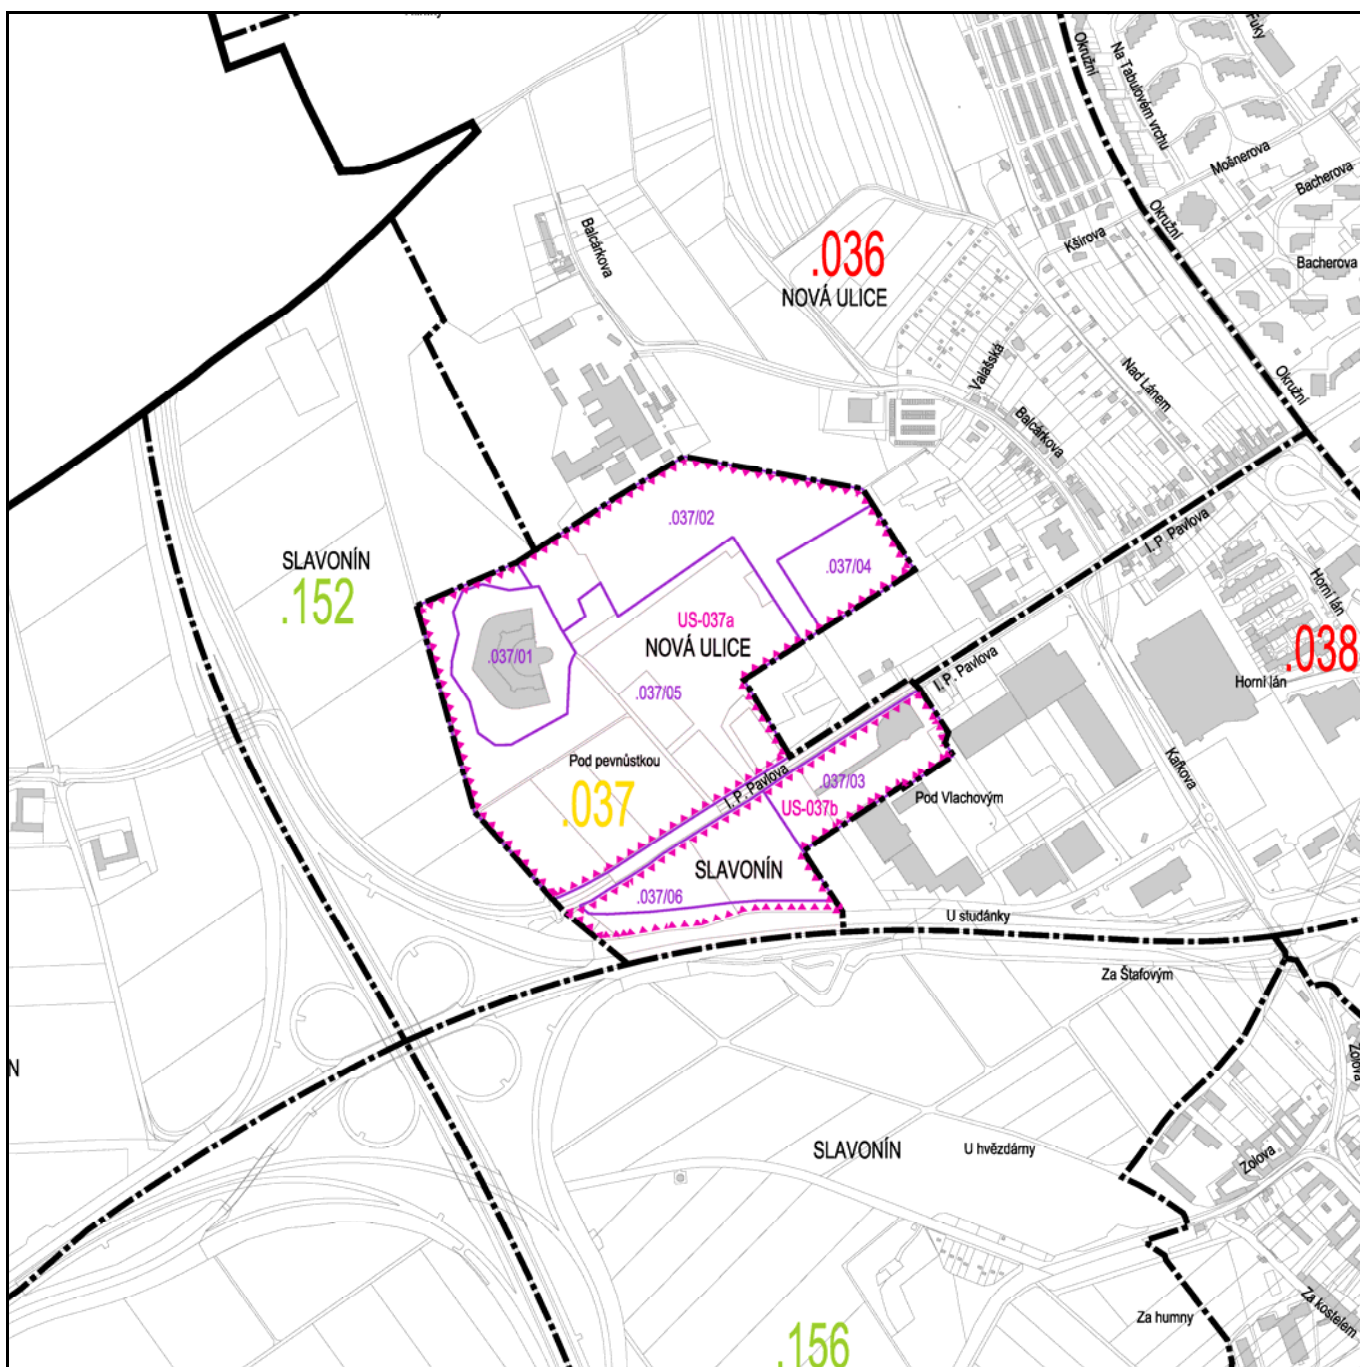 Okružní
Na Tabulovém vrchu
Fuky
Mošnerova
Bacherova
Balcárkova
Okružní
Kšírova
.036
NOVÁ ULICE
Bacherova
Valašská
Nad Lánem
Okružní
Balcárkova
.037/02
I. P. Pavlova
SLAVONÍN
.152
.037/04
Horní lán
US-037a
NOVÁ ULICE
.037/01
.037/05
I. P. Pavlova
.038
Horní lán
Pod pevnůstkou
.037
I. P. Pavlova
.037/03
US-037b
Kafkova
Pod Vlachovým
SLAVONÍN
.037/06
U studánky
Za Štafovým
N
Zolova
SLAVONÍN
U hvězdárny
Zolova
Za humny
Za kostelem
.156